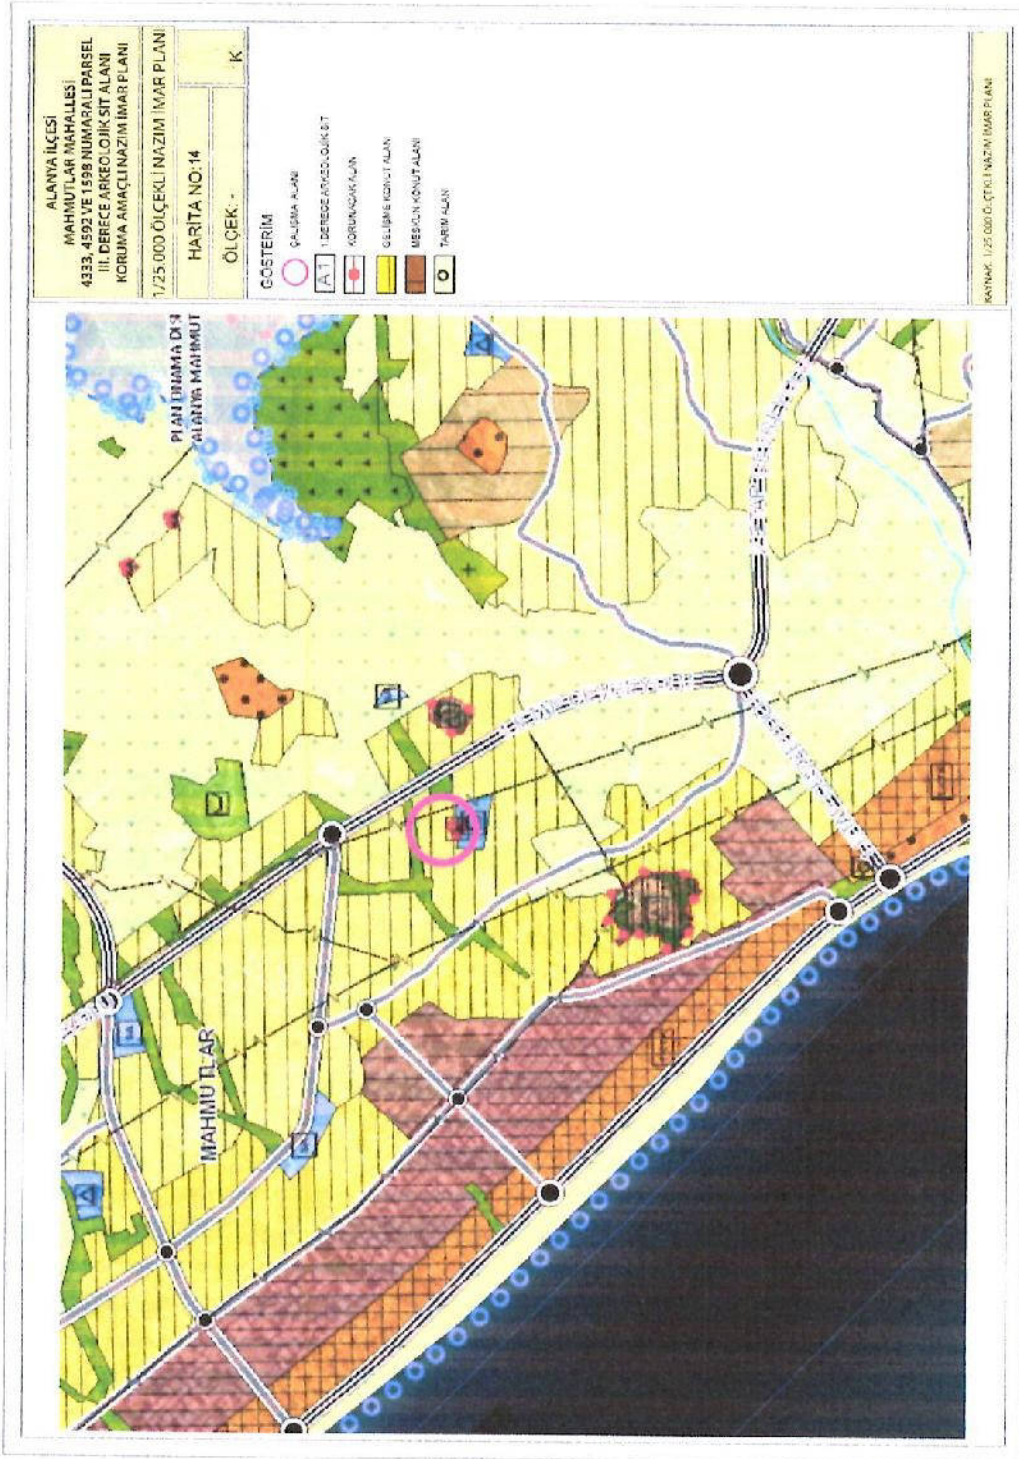 ALANYA İLÇESİ
MAHMUTLAR MAHALLESİ
4333, 4592 VE 1598 NUMARALI PARSEL
III. DERECE ARKEOLOJİK SİT ALANI
KORUMA AMAÇLI NAZIM İMAR PLANI
1/25.000 ÖLÇEKLİ NAZIM İMAR PLANI
HARİTA NO:14
ÖLÇEK: -
K
GÖSTERİM
ÇALIŞMA ALANI
A1
1.DERECE ARKEOLOJİK SİT
KORUNACAK ALAN
GELİŞME KONUT ALANI
MESKUN KONUT ALANI
TARIM ALANI
KAYNAK: 1/25.000 ÖLÇEKLİ NAZIM İMAR PLANI
PLAN ONAMA DIŞI
ALANYA MAHMUT
MAHMUTLAR